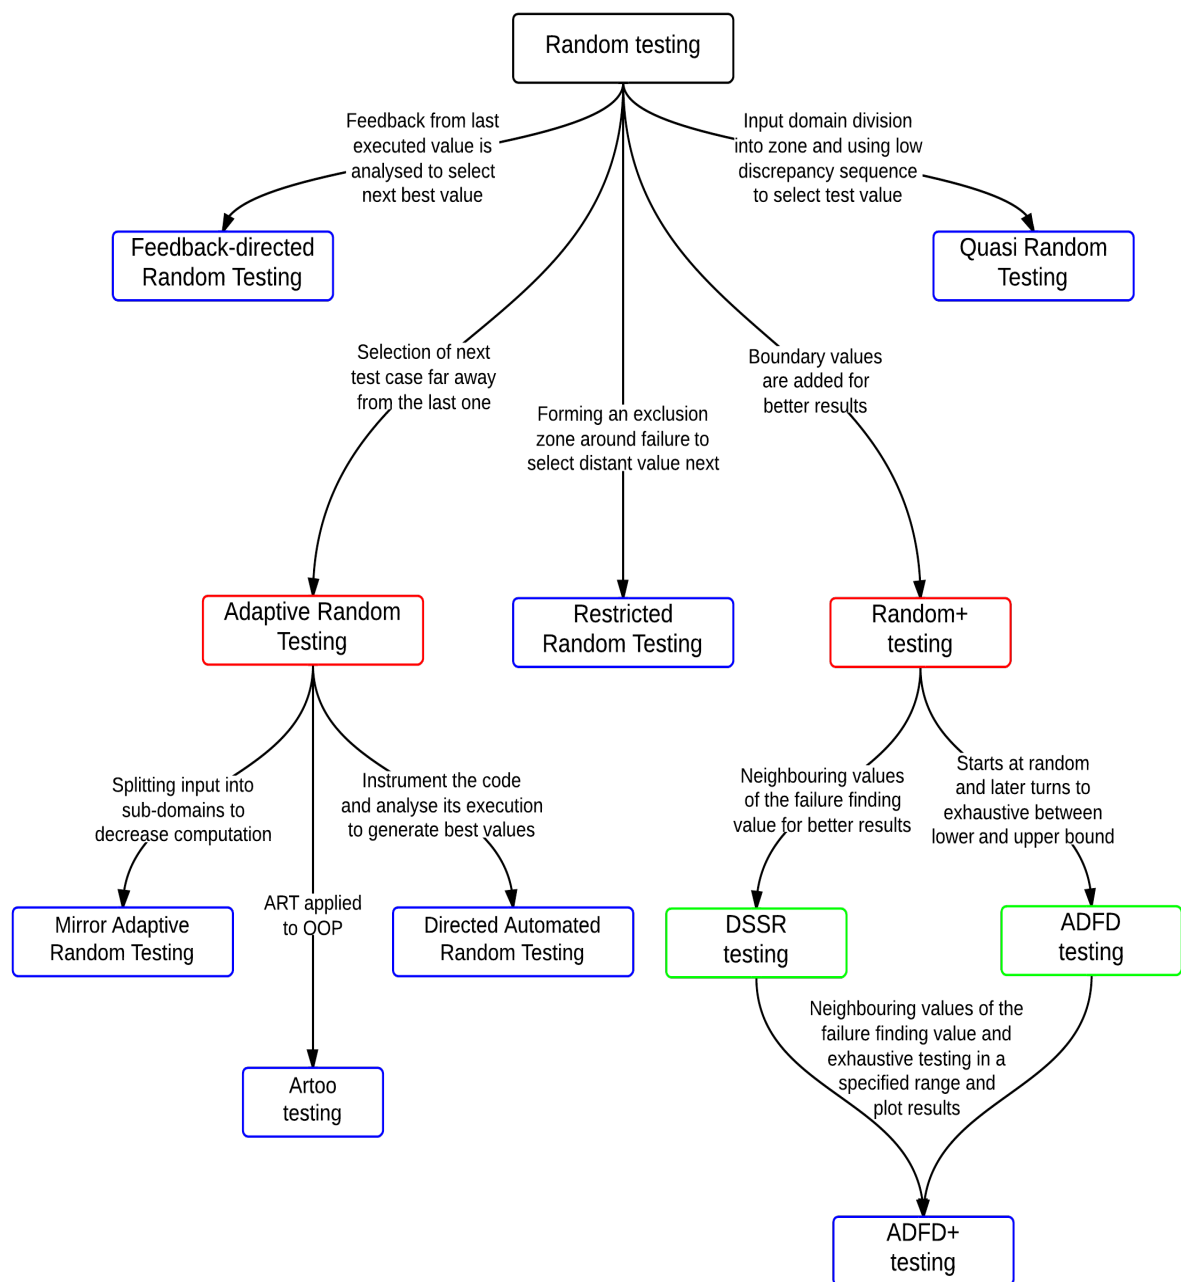 Random testing
Feedback from last
executed value is
analysed to select
next best value
Input domain division
into zone and using low
discrepancy sequence
to select test value
Feedback-directed
Random Testing
Quasi Random
Testing
Selection of next
test case far away
from the last one
Forming an exclusion
zone around failure to
select distant value next
Boundary values
are added for
better results
Adaptive Random
Testing
Restricted
Random Testing
Random+
testing
Splitting input into
sub-domains to
decrease computation
Instrument the code
and analyse its execution
to generate best values
Neighbouring values
of the failure finding
value for better results
Starts at random
and later turns to
exhaustive between
lower and upper bound
ART applied
to OOP
Mirror Adaptive
Random Testing
Directed Automated
Random Testing
DSSR
testing
ADFD
testing
Neighbouring values of the
failure finding value and
exhaustive testing in a
specified range and
plot results
Artoo
testing
ADFD+
testing